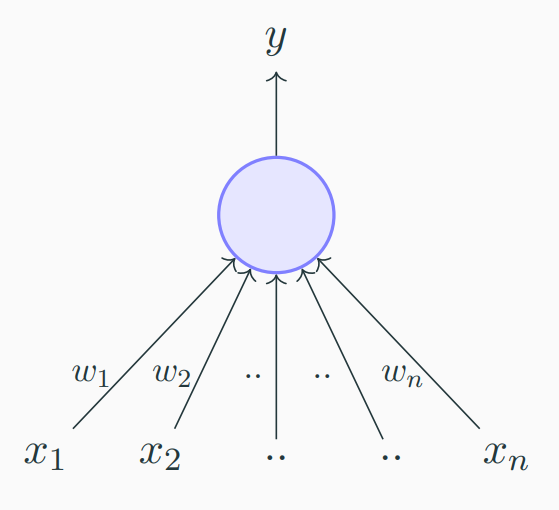 y
w₁ w₂ .. .. wₙ
x₁ x₂ .. .. xₙ